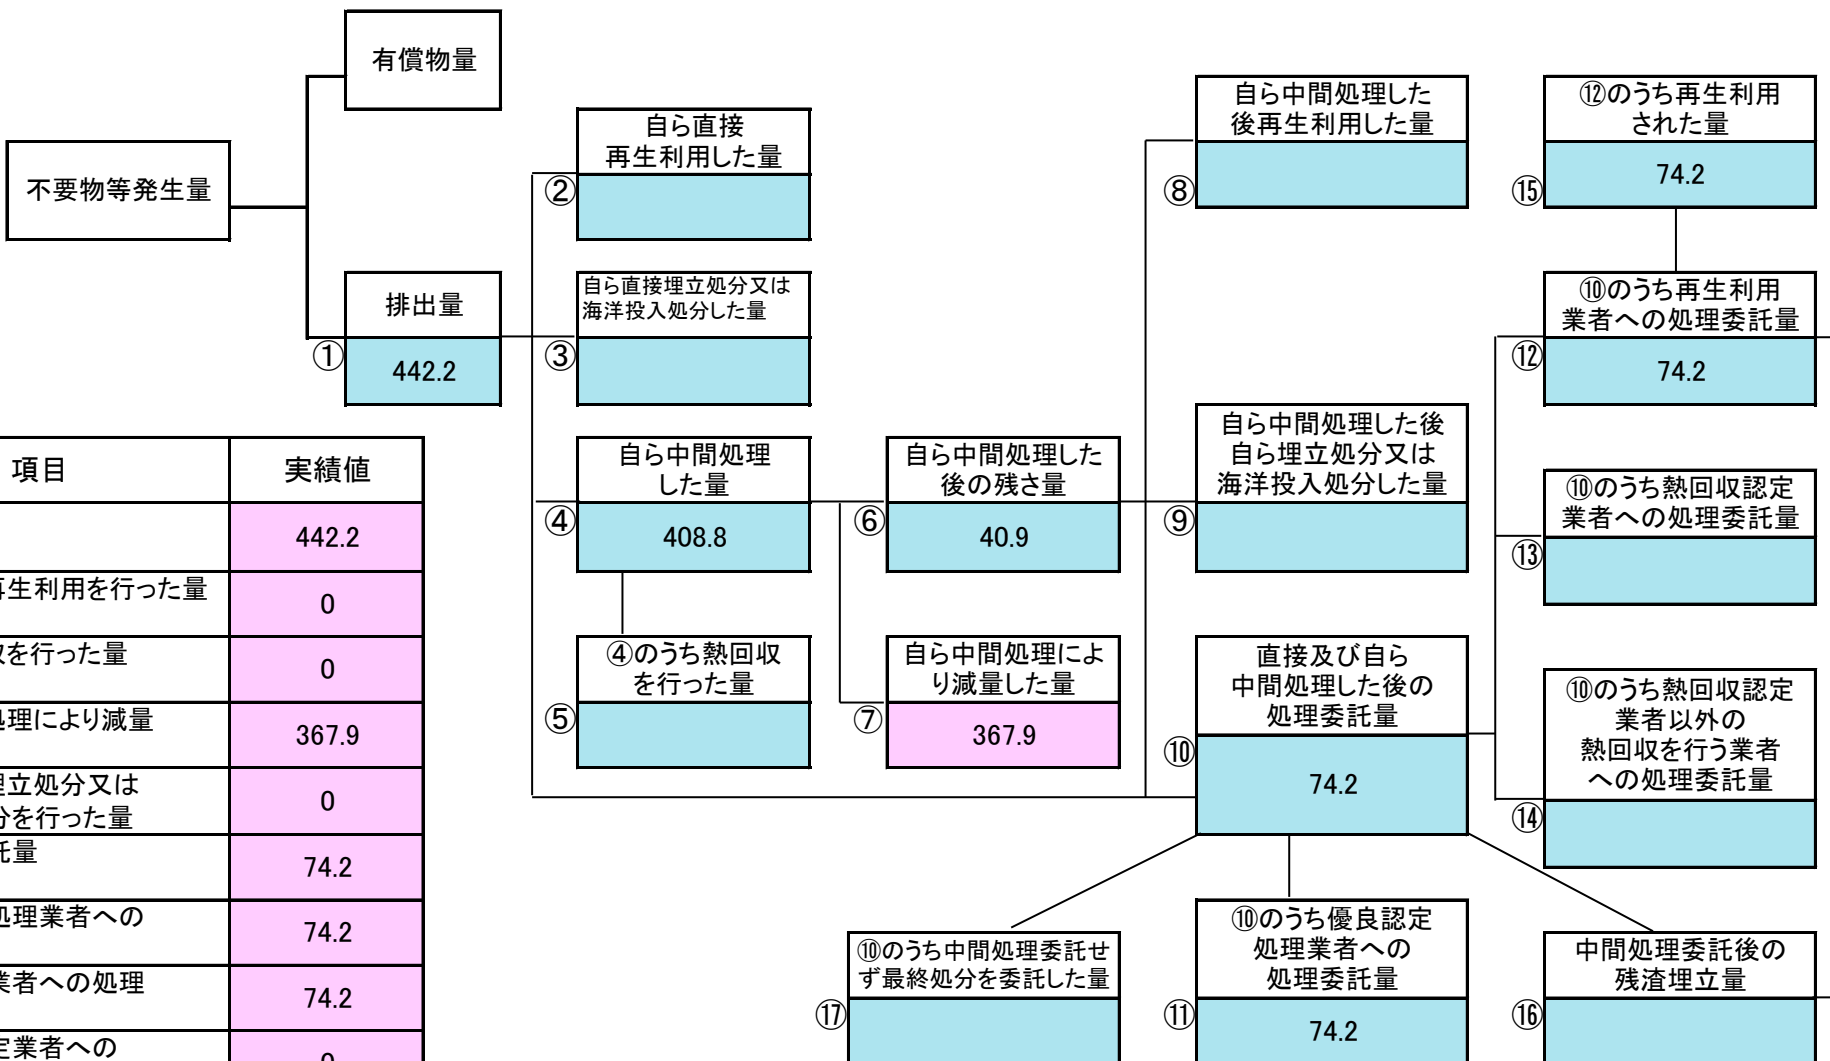 有償物量
不要物等発生量
排出量
①
442.2
自ら直接
再生利用した量
②
自ら直接埋立処分又は
海洋投入処分した量
③
自ら中間処理
した量
④
408.8
④のうち熱回収
を行った量
⑤
自ら中間処理した
後の残さ量
⑥
40.9
自ら中間処理によ
り減量した量
⑦
367.9
自ら中間処理した
後再生利用した量
⑧
自ら中間処理した後
自ら埋立処分又は
海洋投入処分した量
⑨
直接及び自ら
中間処理した後の
処理委託量
⑩
74.2
⑫のうち再生利用
された量
⑮
74.2
⑩のうち再生利用
業者への処理委託量
⑫
74.2
⑩のうち熱回収認定
業者への処理委託量
⑬
⑩のうち熱回収認定
業者以外の
熱回収を行う業者
への処理委託量
⑭
⑩のうち中間処理委託せ
ず最終処分を委託した量
⑰
⑩のうち優良認定
処理業者への
処理委託量
⑪
74.2
中間処理委託後の
残渣埋立量
⑯
項目 実績値
442.2
再生利用を行った量
0
を行った量
0
処理により減量
367.9
埋立処分又は
分を行った量
0
託量
74.2
処理業者への
74.2
業者への処理
74.2
定業者への
0